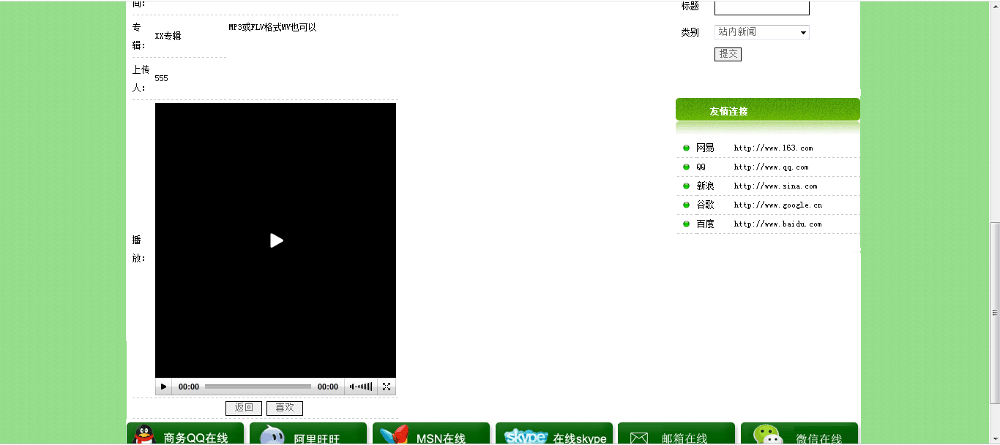 间：
专辑： XX专辑 MP3或FLV格式MV也可以
上传人： 555
播放：
00:00 00:00
返回 喜欢
标题
类别 站内新闻
提交
友情连接
网易 http://www.163.com
QQ http://www.qq.com
新浪 http://www.sina.com
谷歌 http://www.google.cn
百度 http://www.baidu.com
商务QQ在线 阿里旺旺 MSN在线 skype 在线skype 邮箱在线 微信在线